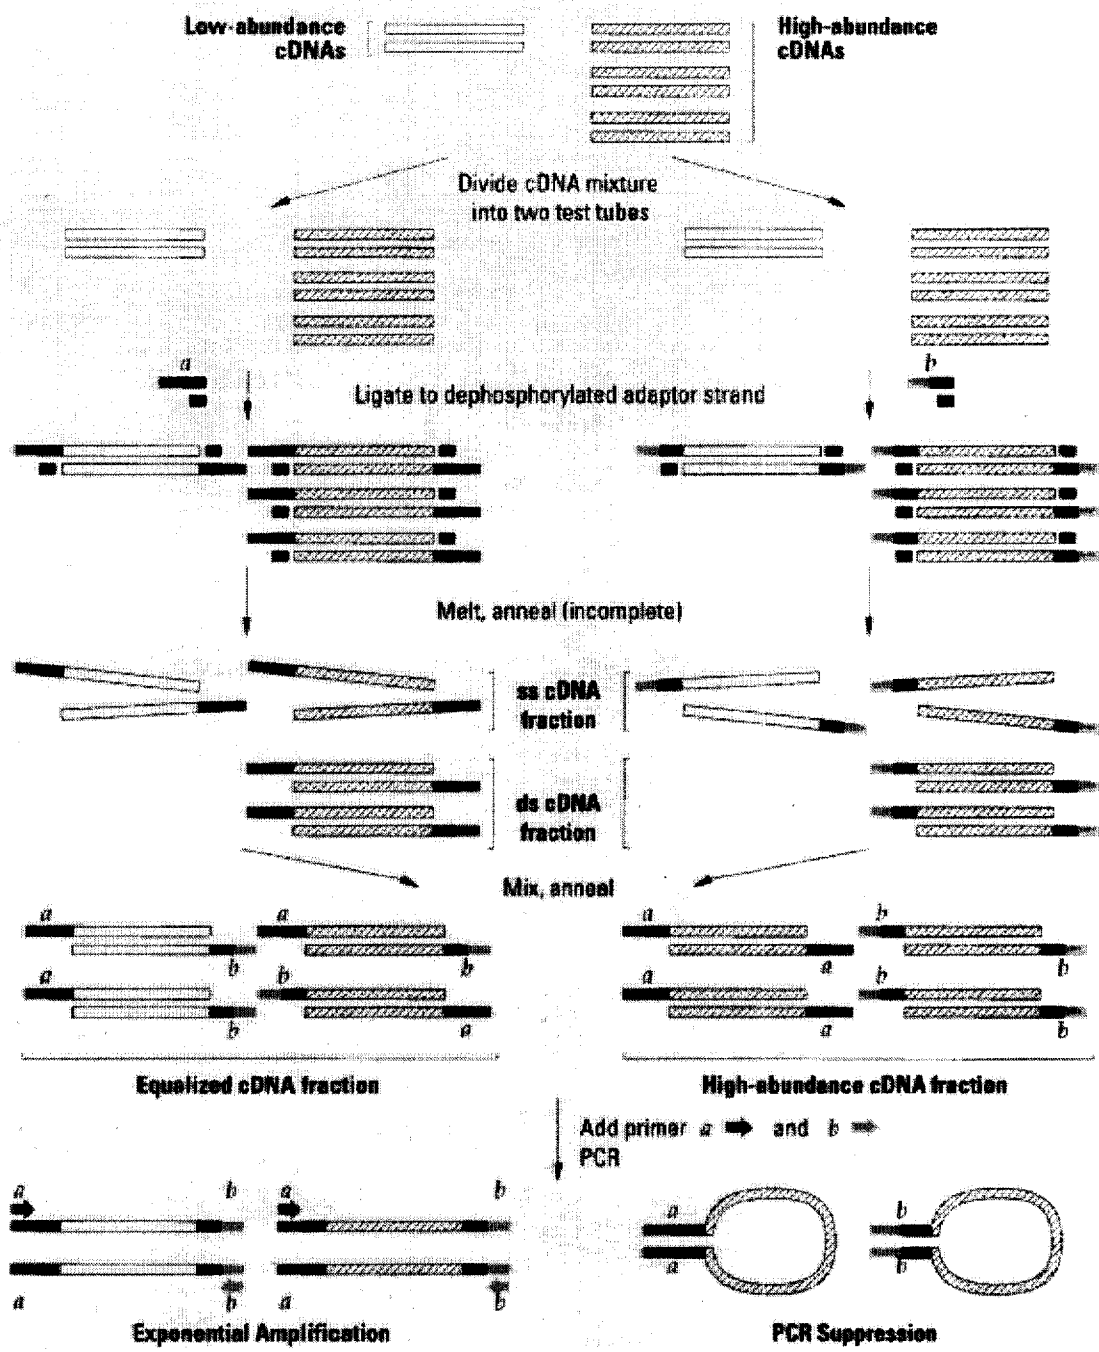 Low-abundance
cDNAs
High-abundance
cDNAs
Divide cDNA mixture
into two test tubes
a
b
Ligate to dephosphorylated adaptor strand
Melt, anneal (incomplete)
ss cDNA
fraction
ds cDNA
fraction
Mix, anneal
a a a b
b b a b
a b a b
b a a b
Equalized cDNA fraction
High-abundance cDNA fraction
Add primer a and b
PCR
a b a b
a b
a b a b
a b
Exponential Amplification
PCR Suppression